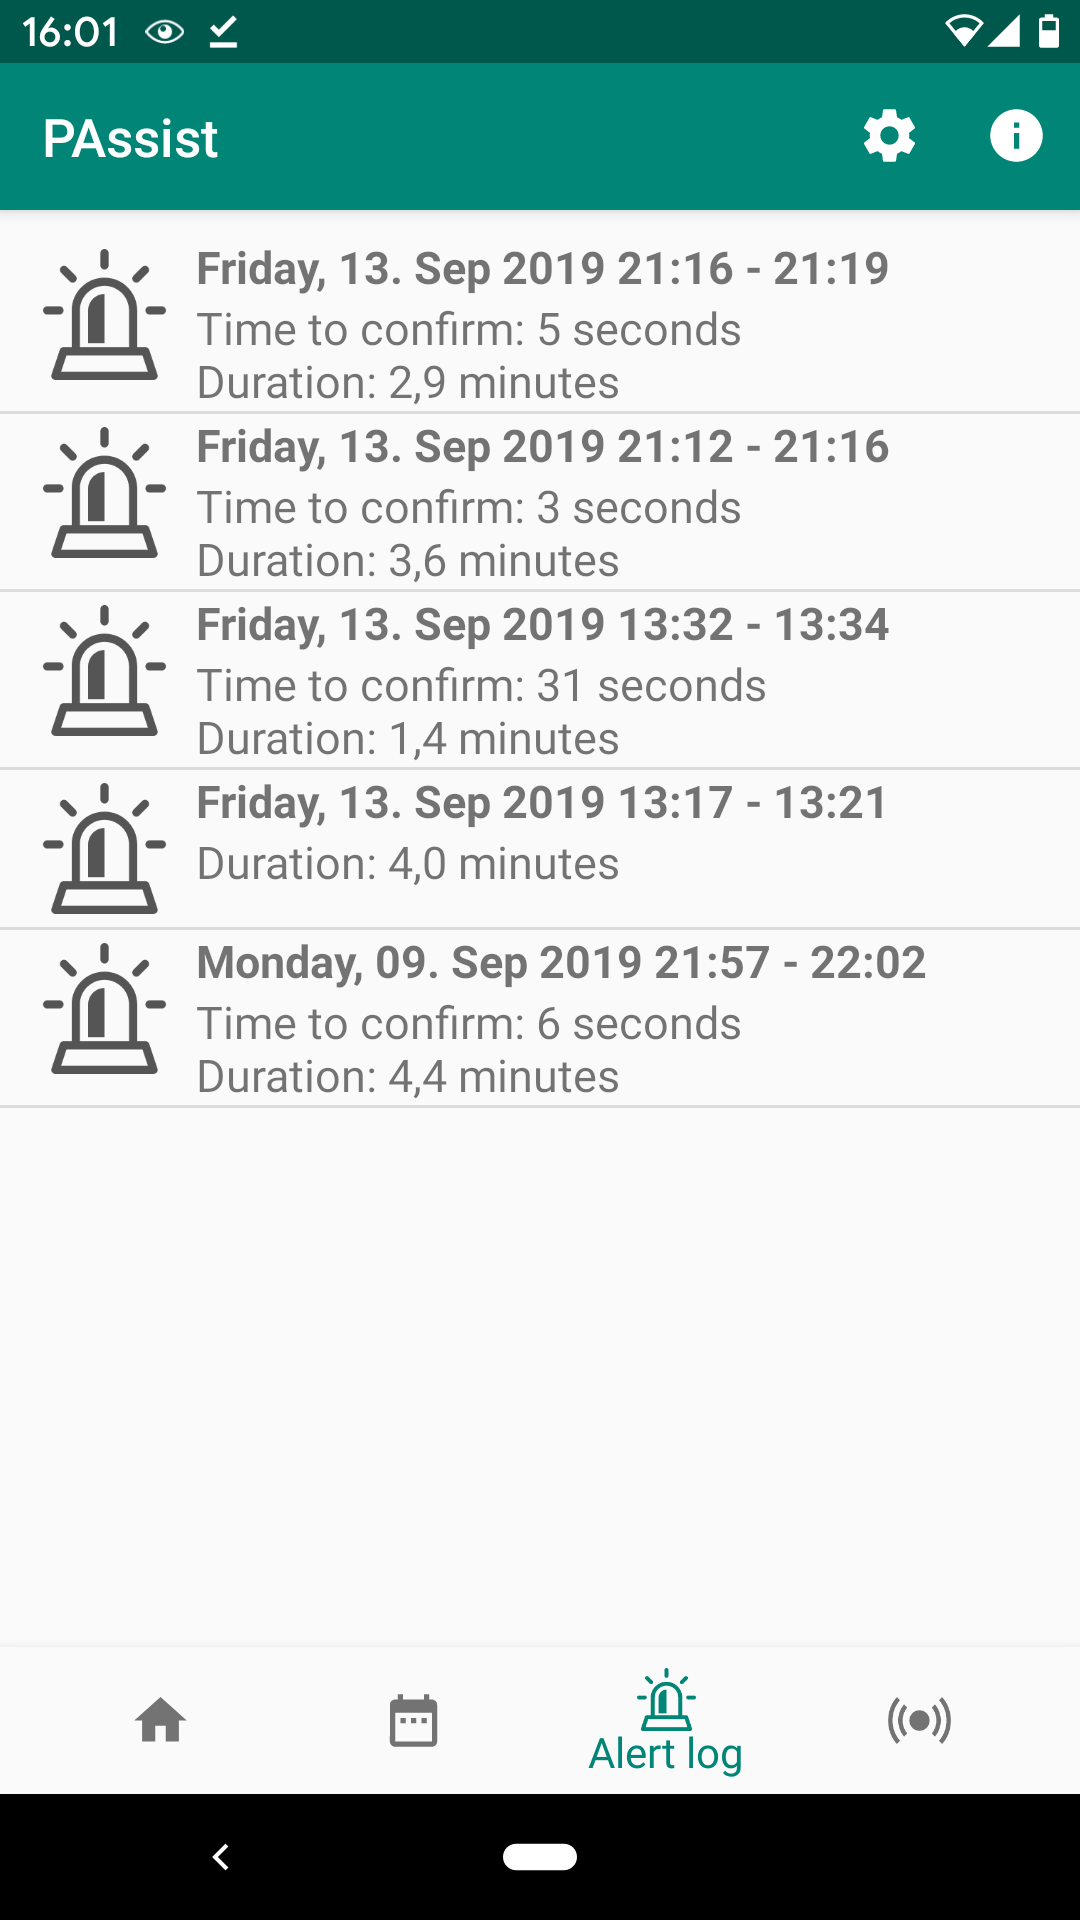 16:01
PAssist
Friday, 13. Sep 2019 21:16 - 21:19
Time to confirm: 5 seconds
Duration: 2,9 minutes
Friday, 13. Sep 2019 21:12 - 21:16
Time to confirm: 3 seconds
Duration: 3,6 minutes
Friday, 13. Sep 2019 13:32 - 13:34
Time to confirm: 31 seconds
Duration: 1,4 minutes
Friday, 13. Sep 2019 13:17 - 13:21
Duration: 4,0 minutes
Monday, 09. Sep 2019 21:57 - 22:02
Time to confirm: 6 seconds
Duration: 4,4 minutes
Alert log